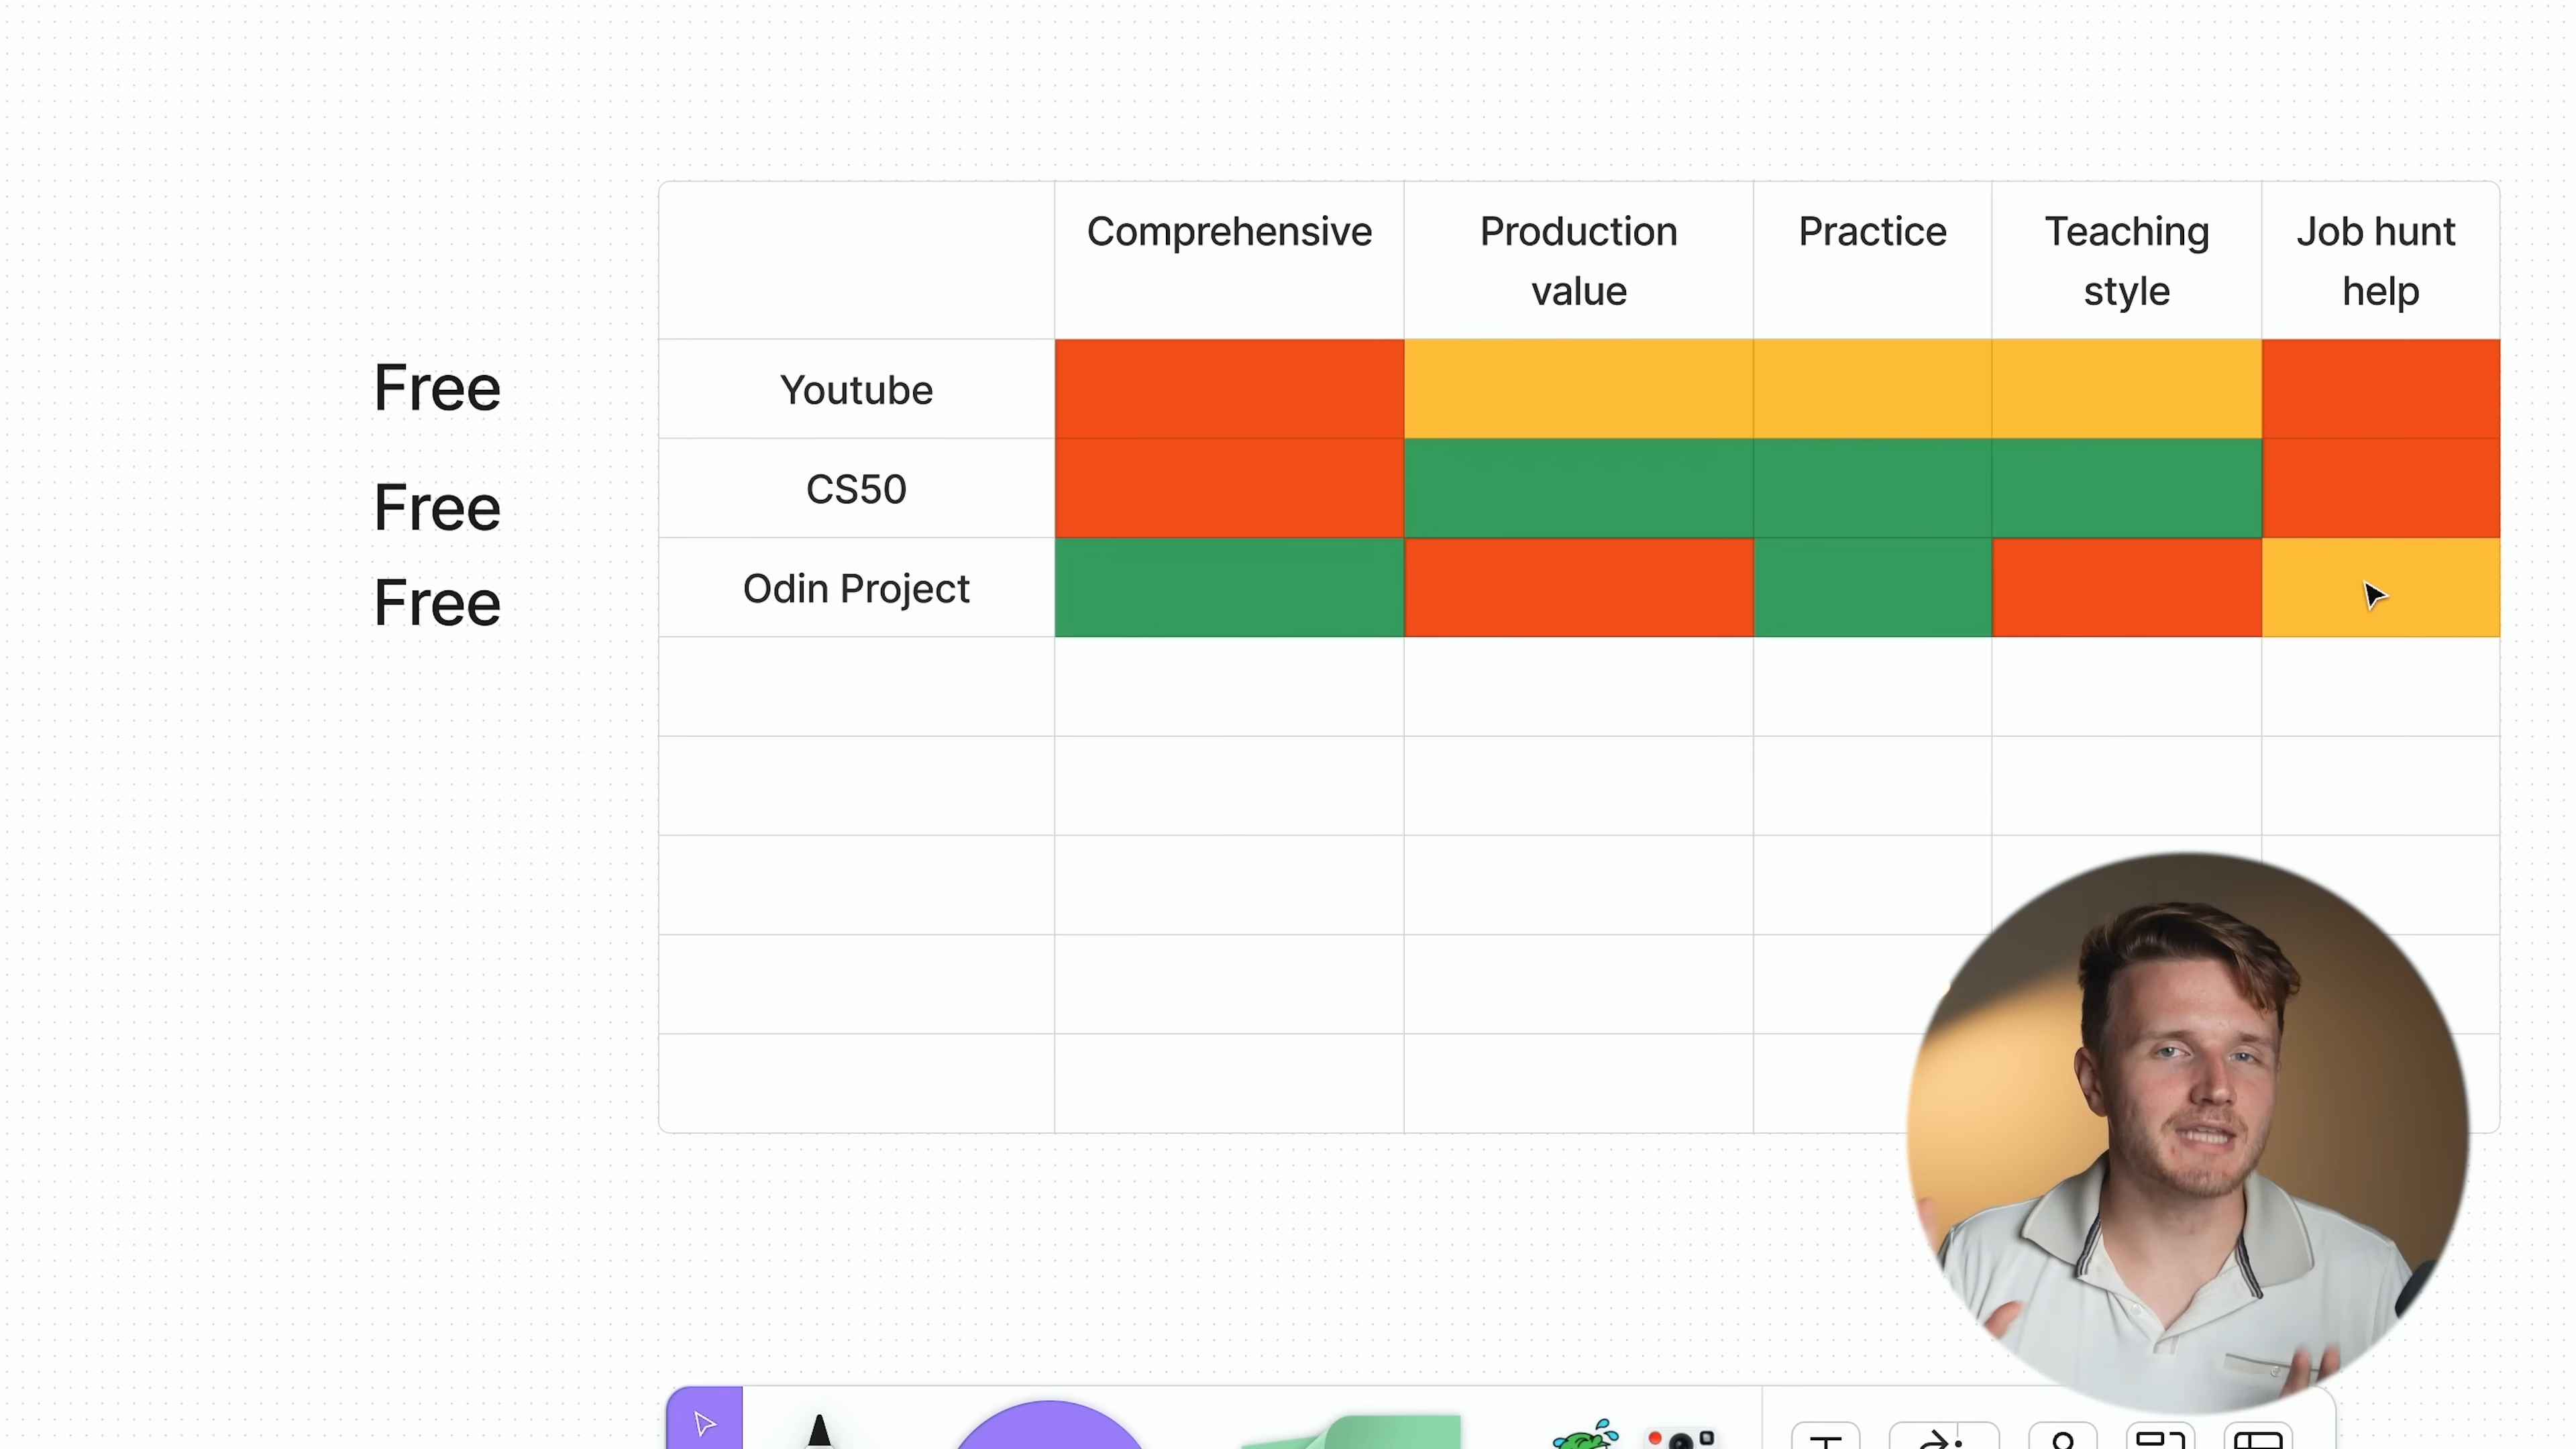 Comprehensive
Production
value
Practice
Teaching
style
Job hunt
help
Free
Youtube
Free
CS50
Free
Odin Project